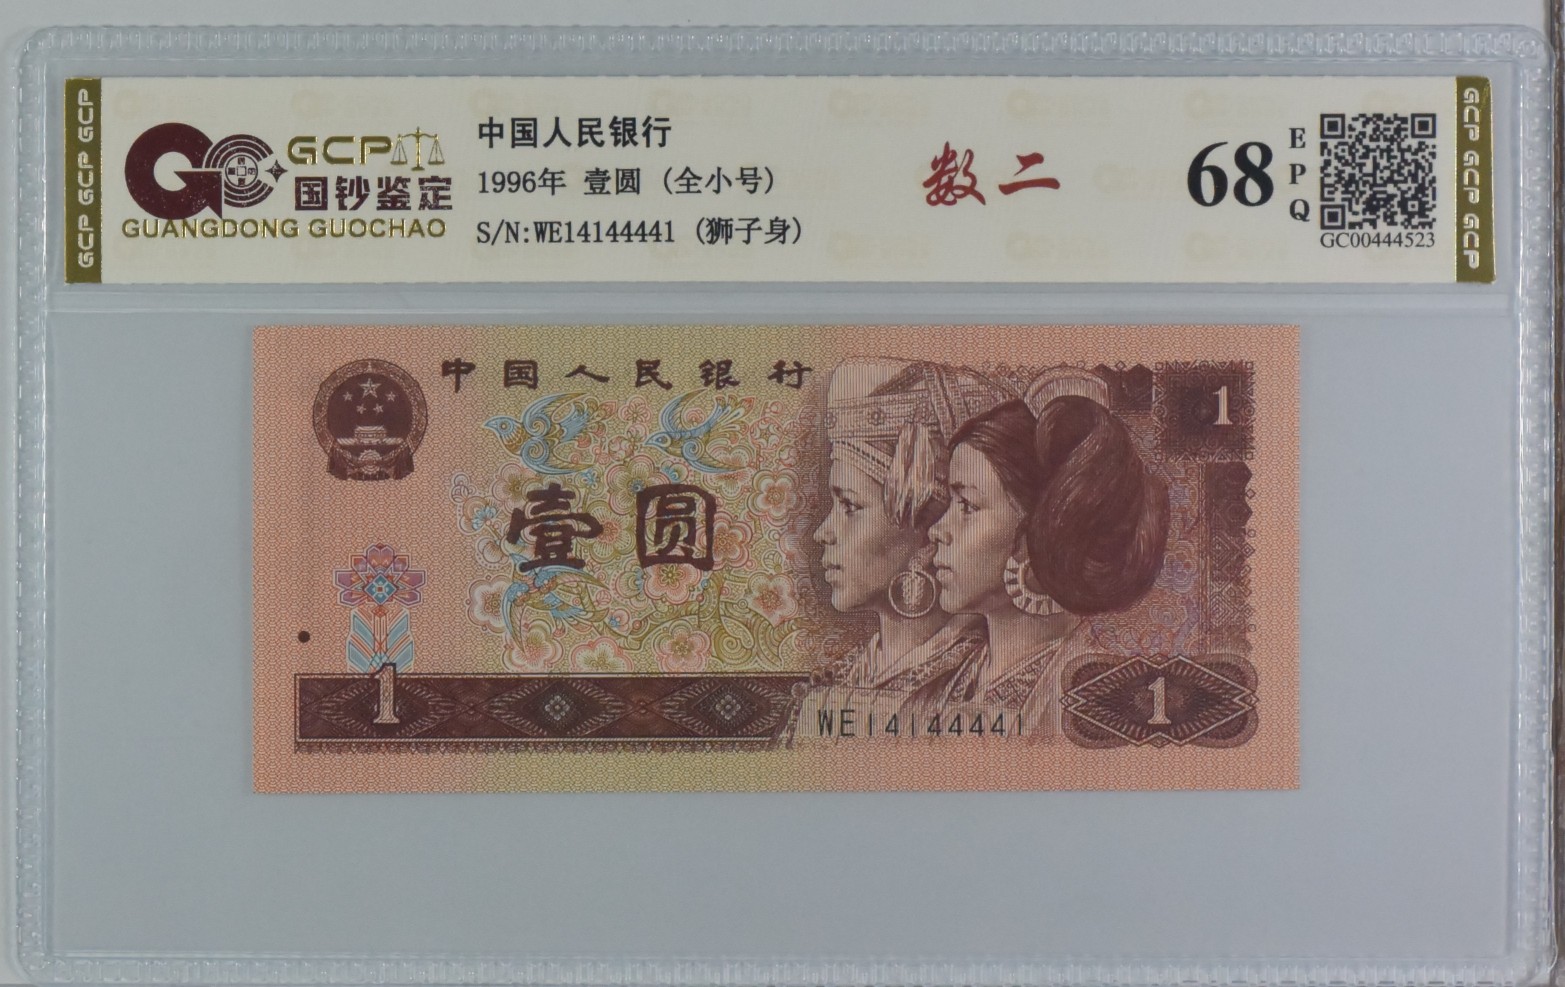 GCP GCP GCP
GCP
国钞鉴定
GUANGDONG GUOCHAO
中国人民银行
1996年 壹圆 (全小号)
S/N:WE14144441 (狮子身)
数二
68
EPQ
GC00444523
GCP GCP GCP
中国人民银行
1
壹圆
1
WE14144441
1